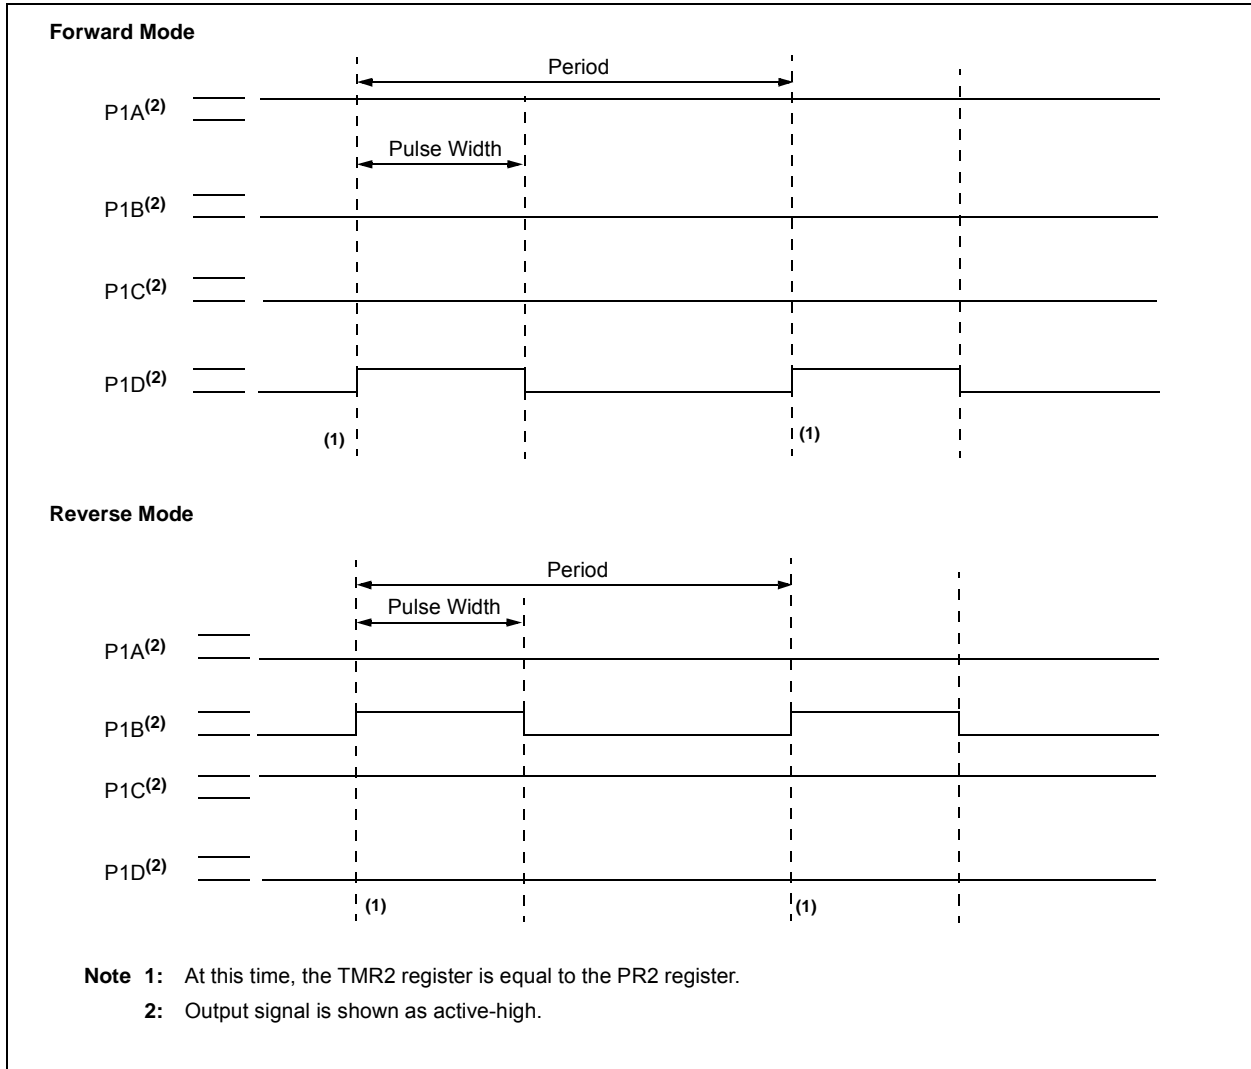 Forward Mode
Period
P1A(2)
Pulse Width
P1B(2)
P1C(2)
P1D(2)
(1) (1)
Reverse Mode
Period
Pulse Width
P1A(2)
P1B(2)
P1C(2)
P1D(2)
(1) (1)
Note 1: At this time, the TMR2 register is equal to the PR2 register.
2: Output signal is shown as active-high.